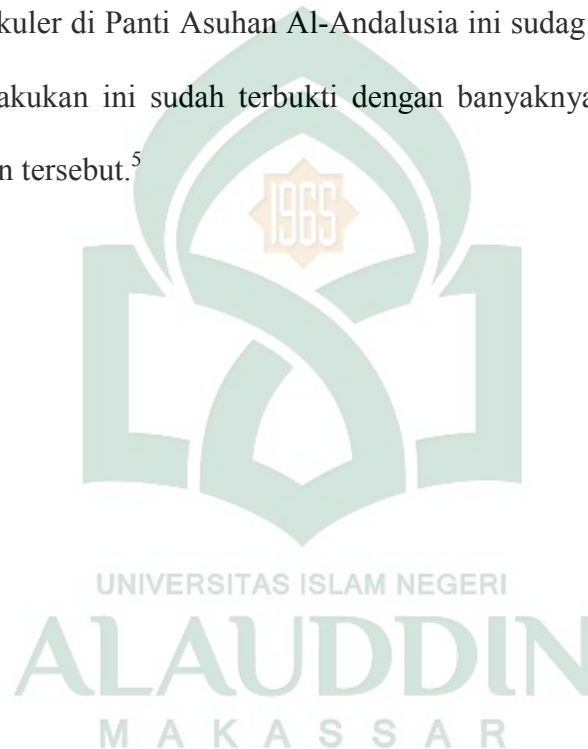 kuler di Panti Asuhan Al-Andalusia ini sudag
akukan ini sudah terbukti dengan banyaknya
n tersebut.5
1965
UNIVERSITAS ISLAM NEGERI
ALAUDDIN
MAKASSAR